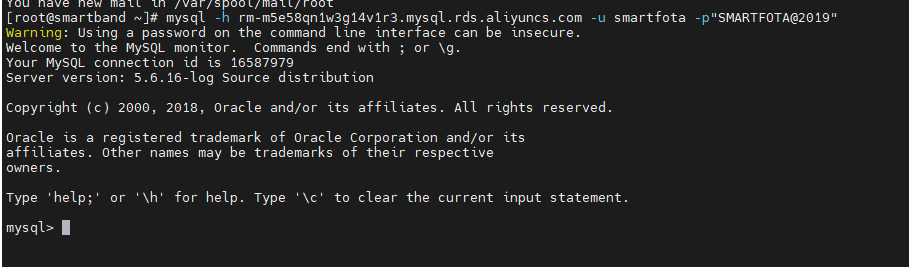 You have new mail in /var/spool/mail/root
[root@smartband ~]# mysql -h rm-m5e58qn1w3g14v1r3.mysql.rds.aliyuncs.com -u smartfota -p"SMARTFOTA@2019"
Warning: Using a password on the command line interface can be insecure.
Welcome to the MySQL monitor.  Commands end with ; or \g.
Your MySQL connection id is 16587979
Server version: 5.6.16-log Source distribution

Copyright (c) 2000, 2018, Oracle and/or its affiliates. All rights reserved.

Oracle is a registered trademark of Oracle Corporation and/or its
affiliates. Other names may be trademarks of their respective
owners.

Type 'help;' or '\h' for help. Type '\c' to clear the current input statement.

mysql>